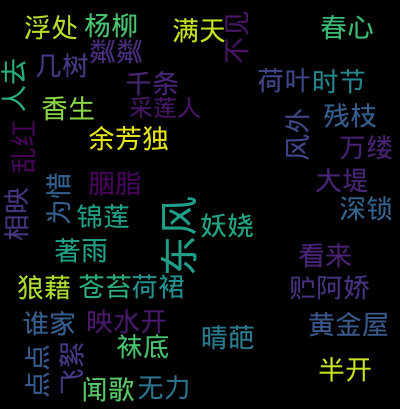 浮处
杨柳
满天
不见
春心
粼粼
几树
人去
千条
荷叶
时节
香生
采莲人
残枝
余芳独
风外
万缕
乱红
胭脂
大堤
为惜
相映
锦莲
深锁
东风
妖娆
著雨
看来
狼藉
苍苔
荷裙
贮阿娇
谁家
映水开
黄金屋
袜底
晴葩
点点
飞絮
半开
闻歌
无力